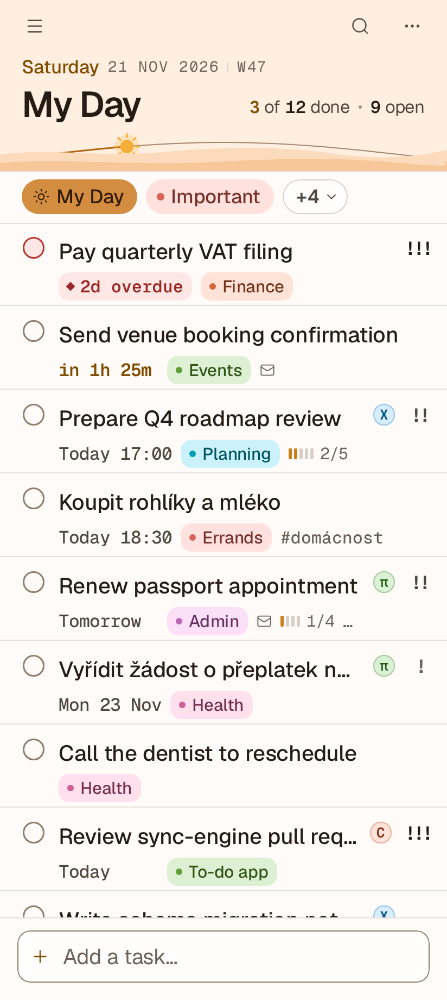 Saturday 21 NOV 2026 W47
My Day
3 of 12 done • 9 open
My Day
Important
+4
Pay quarterly VAT filing !!!
2d overdue Finance
Send venue booking confirmation
in 1h 25m Events
Prepare Q4 roadmap review X !!
Today 17:00 Planning 2/5
Koupit rohlíky a mléko
Today 18:30 Errands #domácnost
Renew passport appointment π !!
Tomorrow Admin 1/4 …
Vyřídit žádost o přeplatek n… π !
Mon 23 Nov Health
Call the dentist to reschedule
Health
Review sync-engine pull req… C !!!
Today To-do app
+ Add a task…